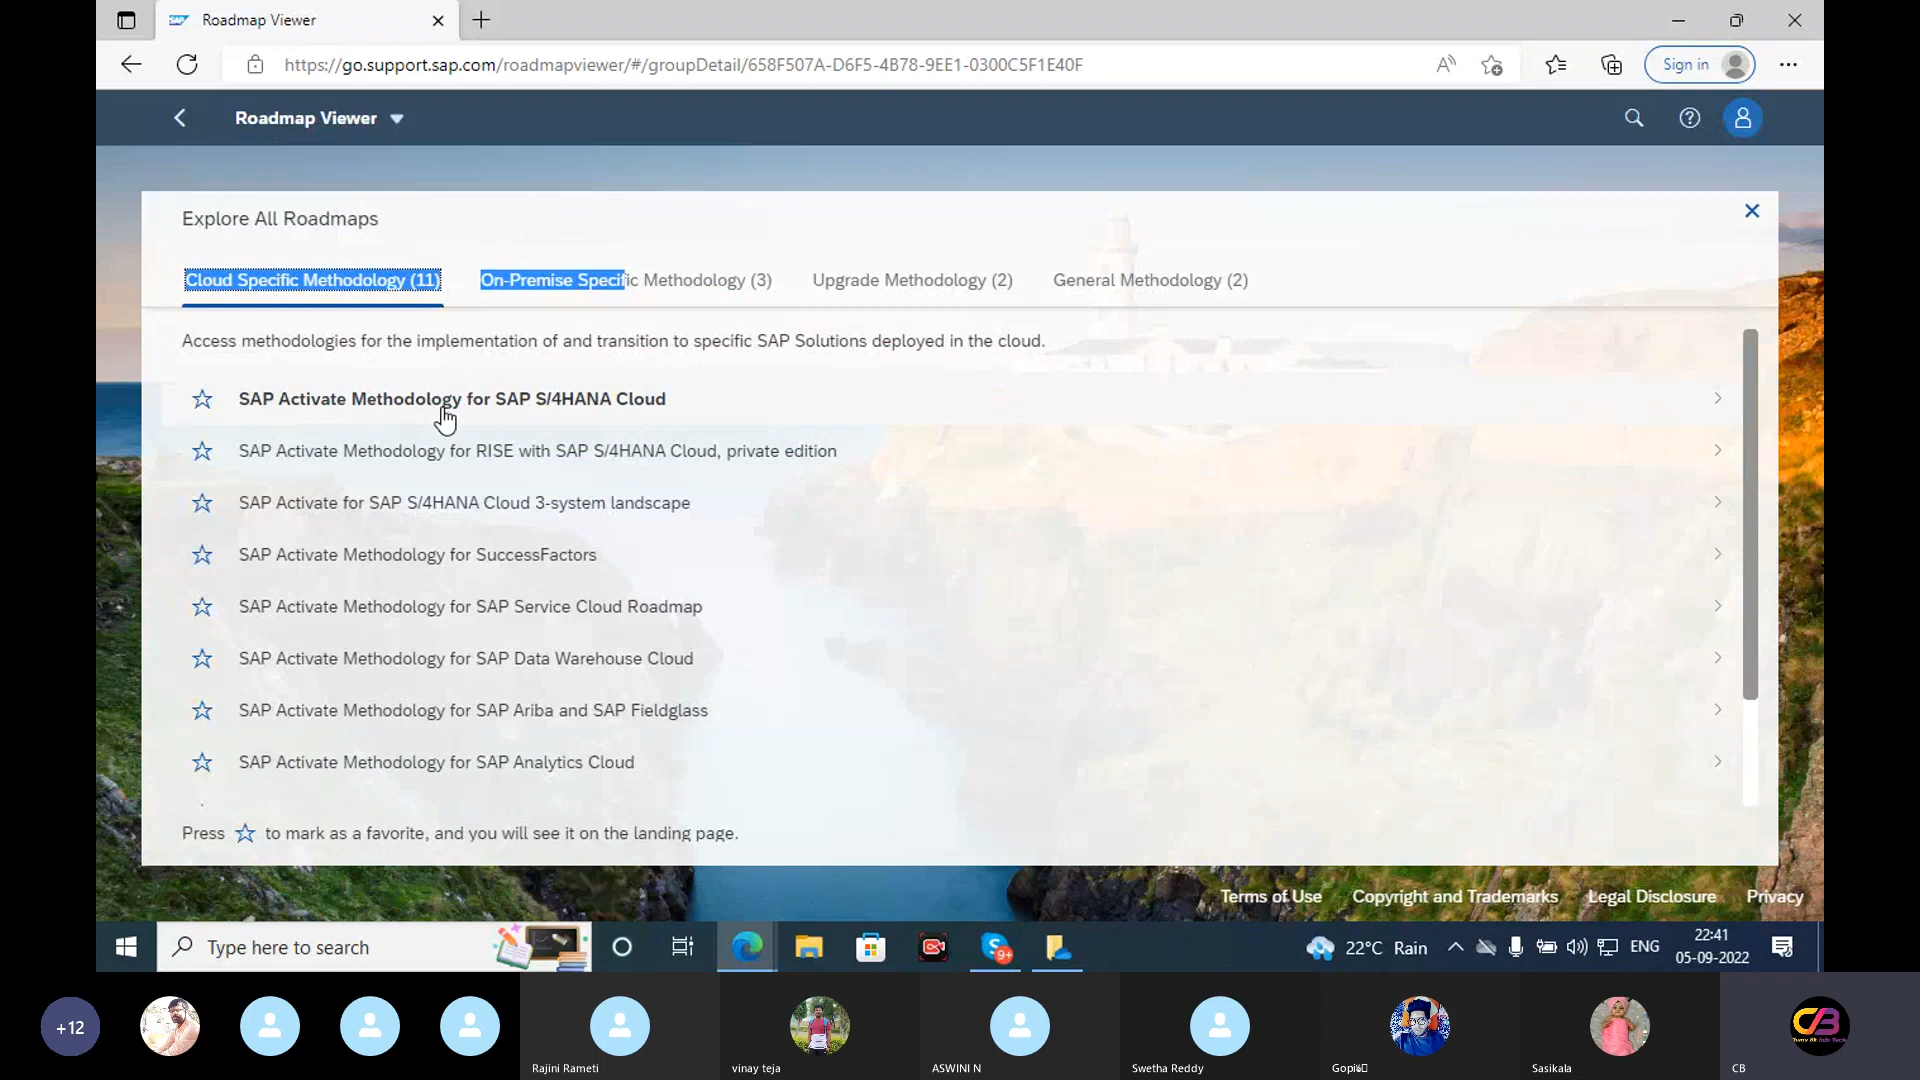 Roadmap Viewer
https://go.support.sap.com/roadmapviewer/#/groupDetail/658F507A-D6F5-4B78-9EE1-0300C5F1E40F
Sign in
Roadmap Viewer
Explore All Roadmaps
Cloud Specific Methodology (11) On-Premise Specific Methodology (3) Upgrade Methodology (2) General Methodology (2)
Access methodologies for the implementation of and transition to specific SAP Solutions deployed in the cloud.
SAP Activate Methodology for SAP S/4HANA Cloud
SAP Activate Methodology for RISE with SAP S/4HANA Cloud, private edition
SAP Activate for SAP S/4HANA Cloud 3-system landscape
SAP Activate Methodology for SuccessFactors
SAP Activate Methodology for SAP Service Cloud Roadmap
SAP Activate Methodology for SAP Data Warehouse Cloud
SAP Activate Methodology for SAP Ariba and SAP Fieldglass
SAP Activate Methodology for SAP Analytics Cloud
Press to mark as a favorite, and you will see it on the landing page.
Terms of Use Copyright and Trademarks Legal Disclosure Privacy
Type here to search
9+
22°C Rain
ENG
22:41
05-09-2022
+12
Rajini Rameti
vinay teja
ASWINI N
Swetha Reddy
Sasikala
CB